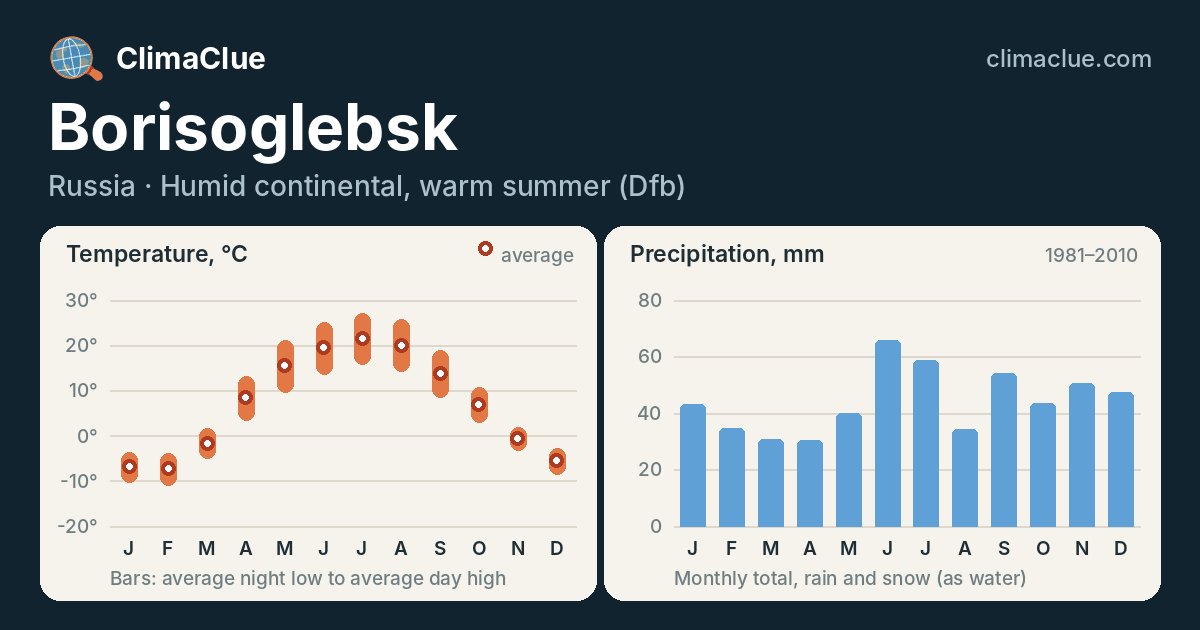 ClimaClue
climaclue.com
Borisoglebsk
Russia · Humid continental, warm summer (Dfb)
Temperature, °C
average
30°
20°
10°
0°
-10°
-20°
J F M A M J J A S O N D
Bars: average night low to average day high
Precipitation, mm
1981–2010
80
60
40
20
0
J F M A M J J A S O N D
Monthly total, rain and snow (as water)